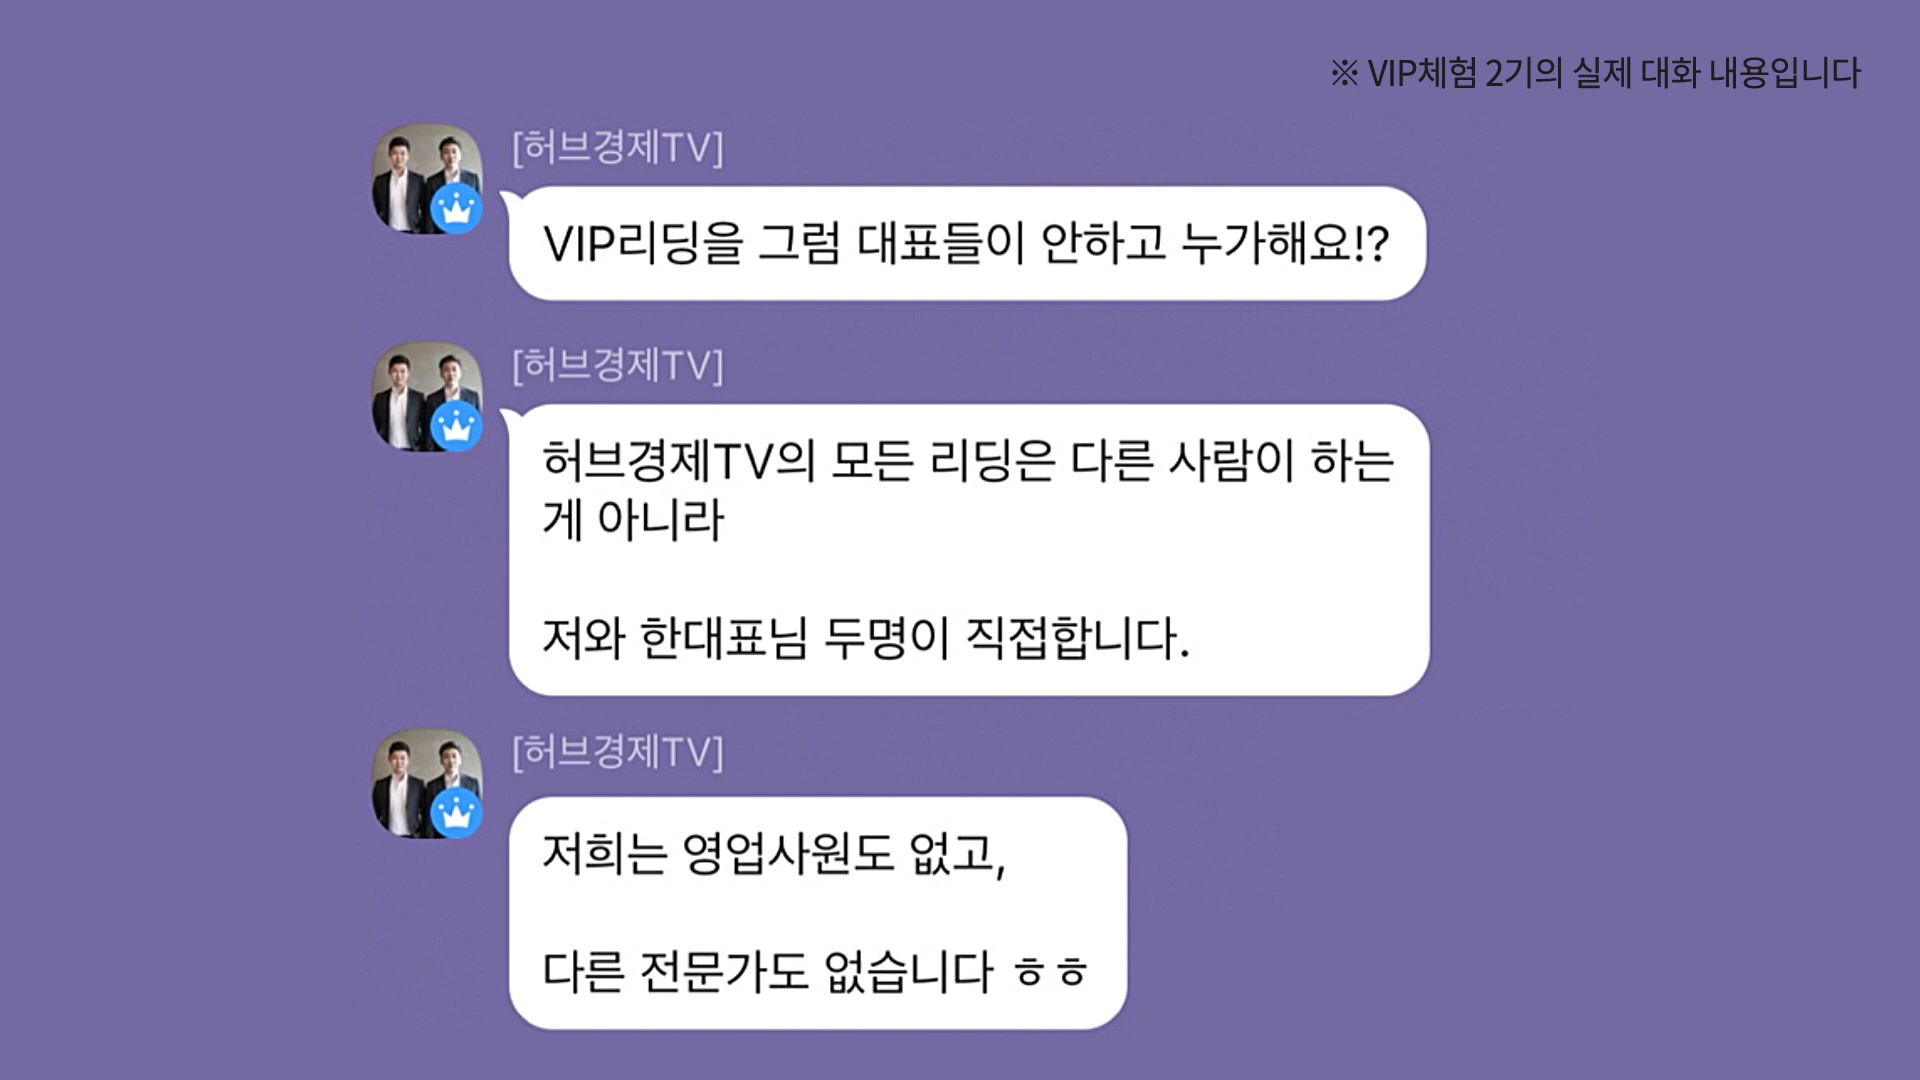 ※ VIP체험 2기의 실제 대화 내용입니다
[허브경제TV]
VIP리딩을 그럼 대표들이 안하고 누가해요!?
[허브경제TV]
허브경제TV의 모든 리딩은 다른 사람이 하는
게 아니라
저와 한대표님 두명이 직접합니다.
[허브경제TV]
저희는 영업사원도 없고,
다른 전문가도 없습니다 ㅎㅎ